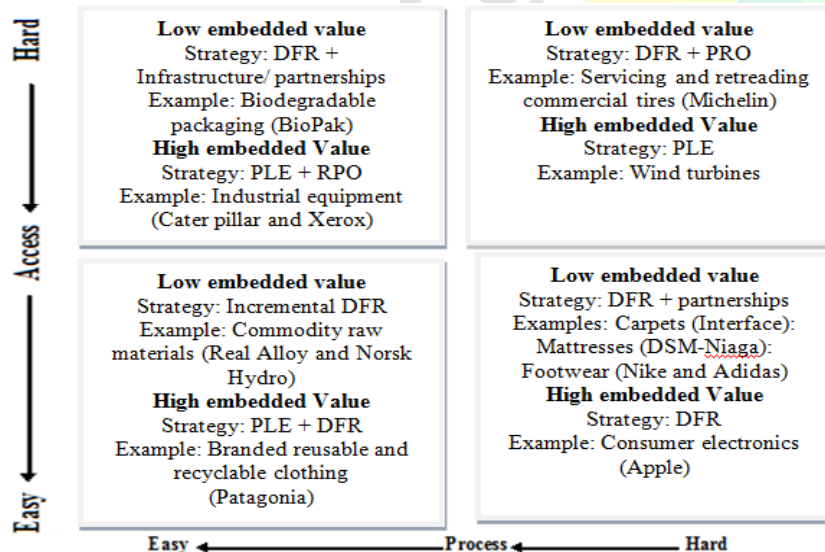 Hard
Access
Easy
Low embedded value
Strategy: DFR +
Infrastructure/ partnerships
Example: Biodegradable
packaging (BioPak)
High embedded Value
Strategy: PLE + RPO
Example: Industrial equipment
(Cater pillar and Xerox)
Low embedded value
Strategy: DFR + PRO
Example: Servicing and retreading
commercial tires (Michelin)
High embedded Value
Strategy: PLE
Example: Wind turbines
Low embedded value
Strategy: Incremental DFR
Example: Commodity raw
materials (Real Alloy and Norsk
Hydro)
High embedded Value
Strategy: PLE + DFR
Example: Branded reusable and
recyclable clothing
(Patagonia)
Low embedded value
Strategy: DFR + partnerships
Examples: Carpets (Interface):
Mattresses (DSM-Niaga):
Footwear (Nike and Adidas)
High embedded Value
Strategy: DFR
Example: Consumer electronics
(Apple)
Easy Process Hard